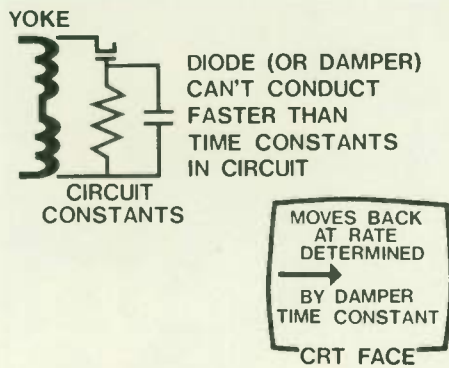 YOKE
DIODE (OR DAMPER)
CAN'T CONDUCT
FASTER THAN
TIME CONSTANTS
IN CIRCUIT
CIRCUIT
CONSTANTS
MOVES BACK
AT RATE
DETERMINED
BY DAMPER
TIME CONSTANT
CRT FACE